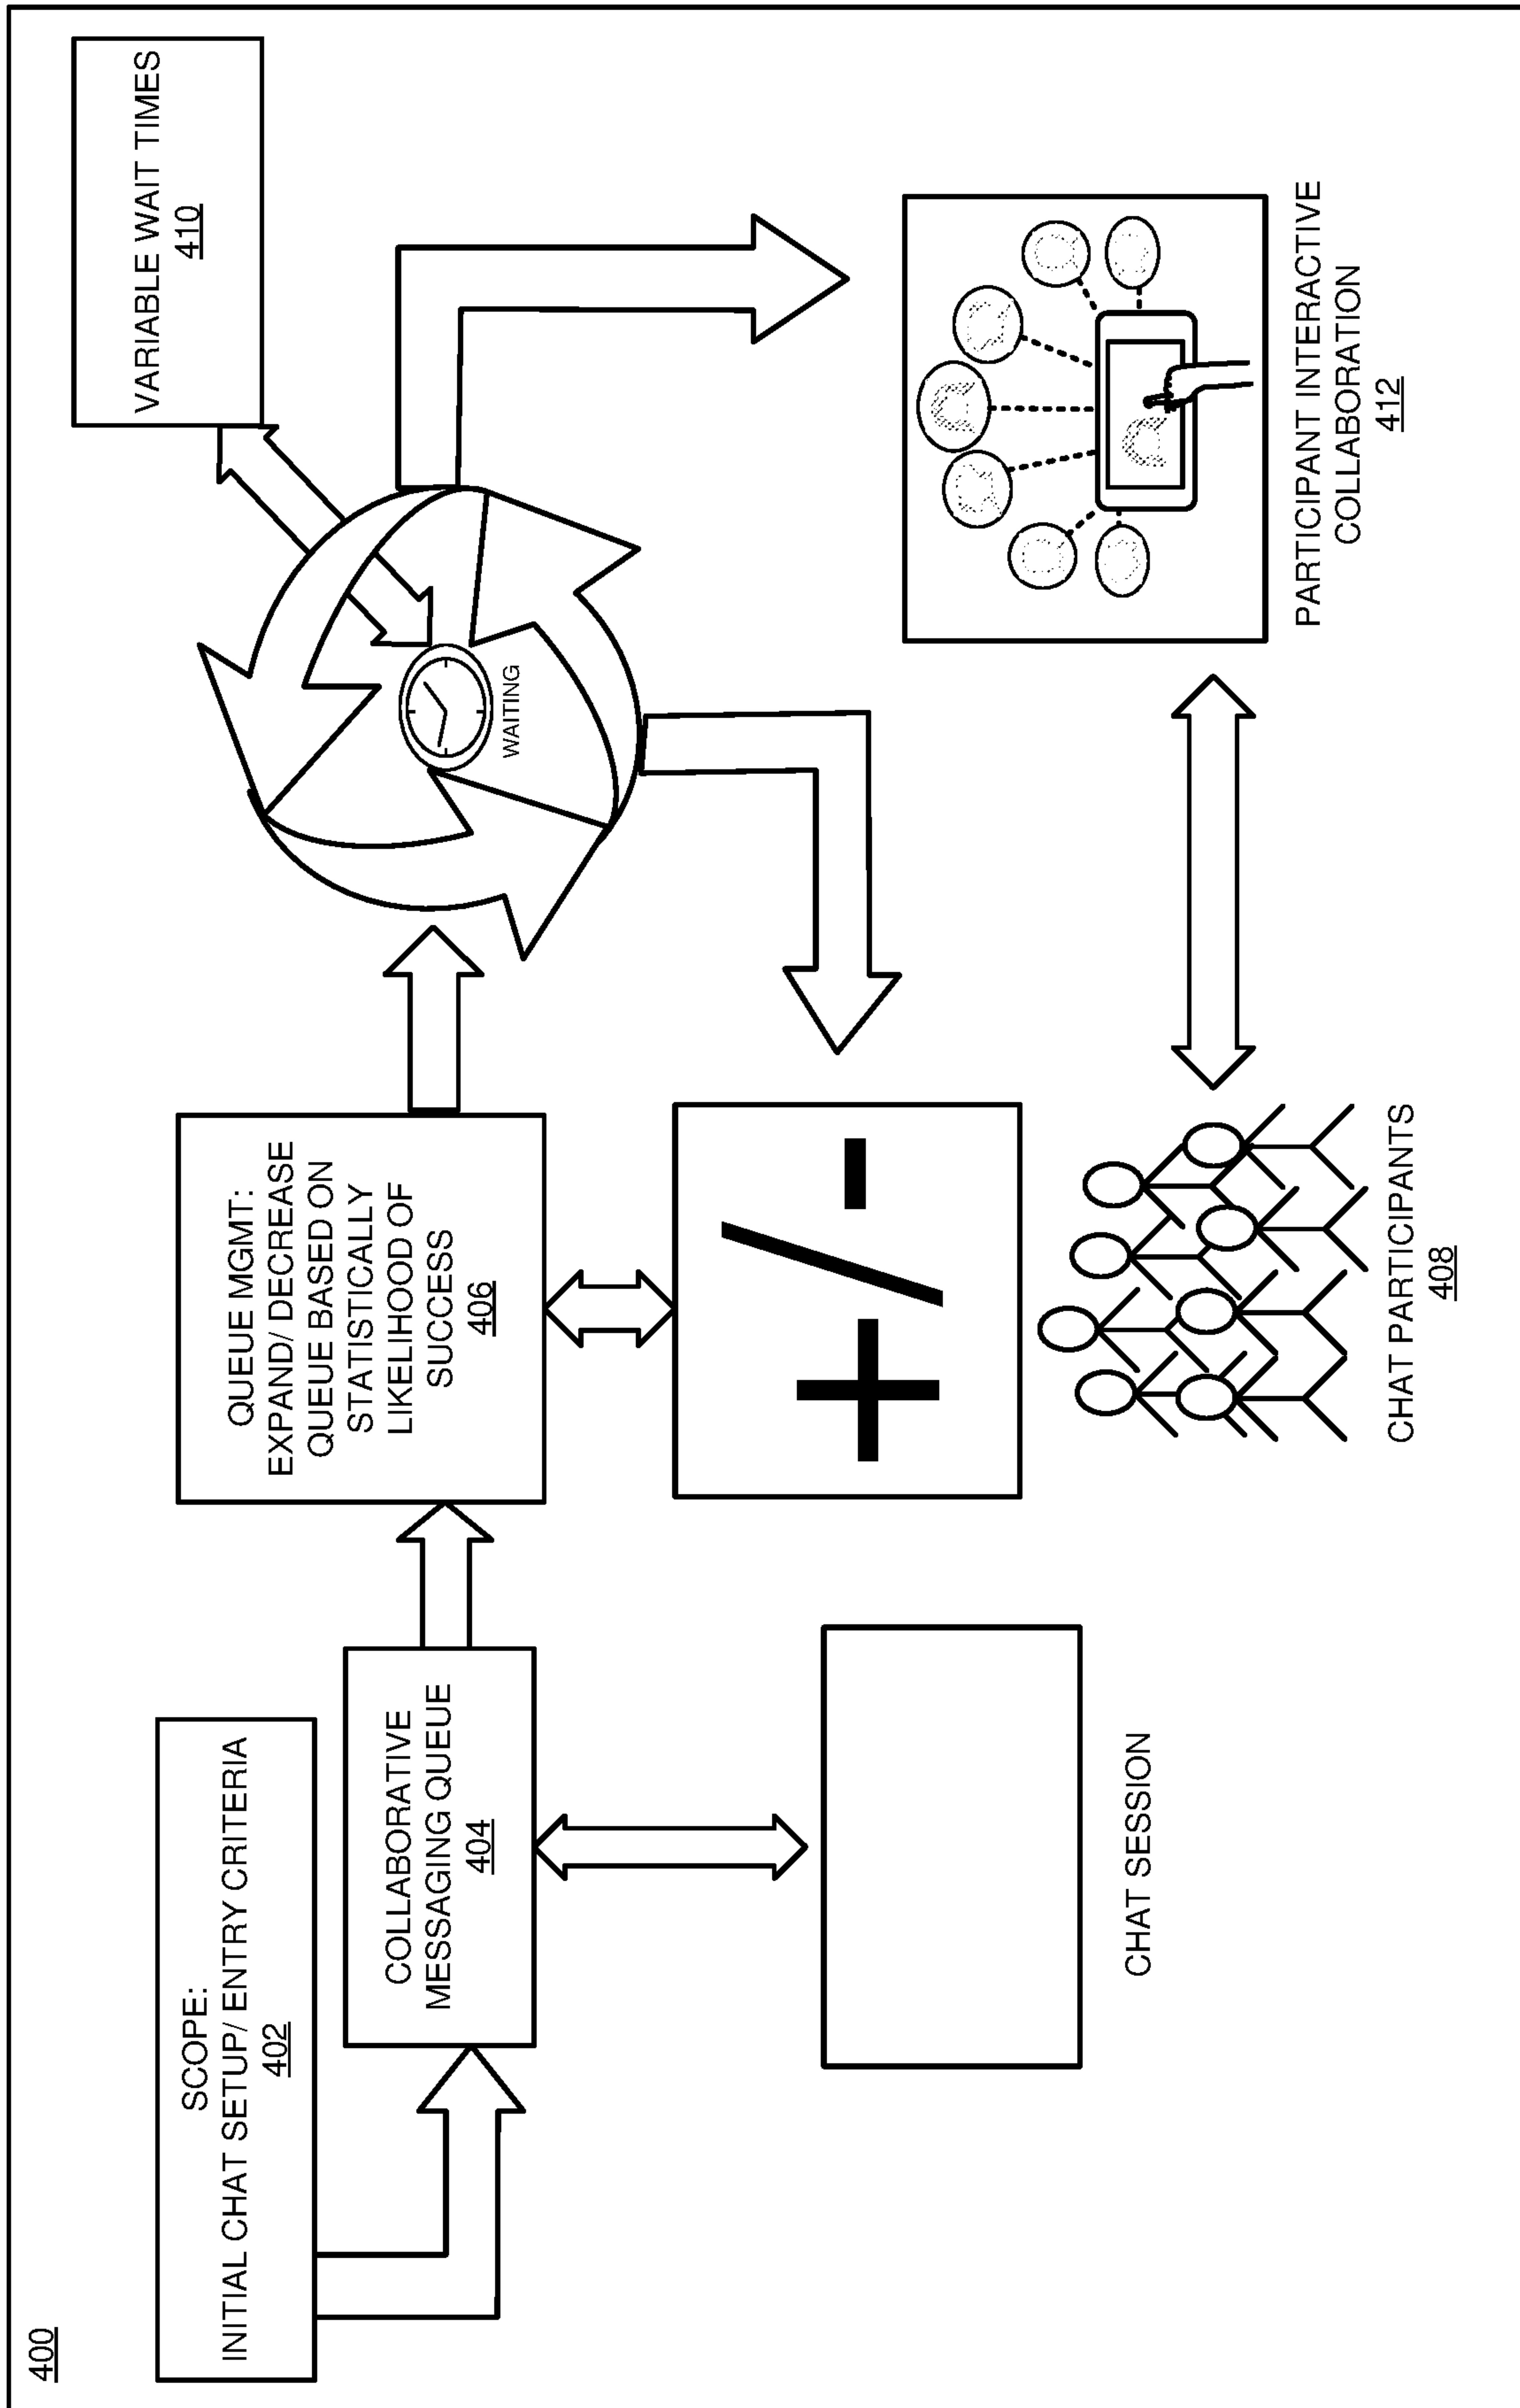 400
SCOPE:
INITIAL CHAT SETUP/ ENTRY CRITERIA
402
COLLABORATIVE
MESSAGING QUEUE
404
CHAT SESSION
QUEUE MGMT:
EXPAND/ DECREASE
QUEUE BASED ON
STATISTICALLY
LIKELIHOOD OF
SUCCESS
406
+ / -
CHAT PARTICIPANTS
408
WAITING
VARIABLE WAIT TIMES
410
PARTICIPANT INTERACTIVE
COLLABORATION
412